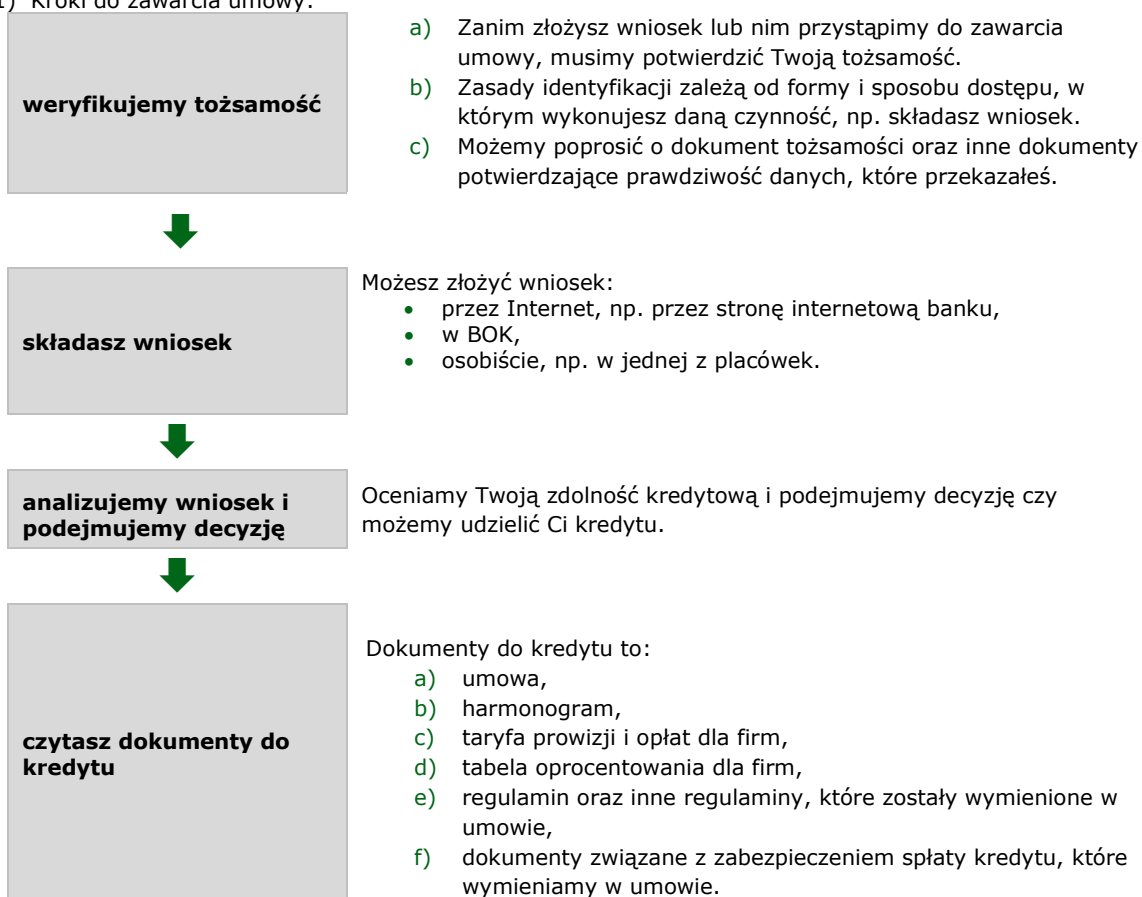 1) Kroki do zawarcia umowy:
weryfikujemy tożsamość
a) Zanim złożysz wniosek lub nim przystąpimy do zawarcia
umowy, musimy potwierdzić Twoją tożsamość.
b) Zasady identyfikacji zależą od formy i sposobu dostępu, w
którym wykonujesz daną czynność, np. składasz wniosek.
c) Możemy poprosić o dokument tożsamości oraz inne dokumenty
potwierdzające prawdziwość danych, które przekazałeś.
składasz wniosek
Możesz złożyć wniosek:
• przez Internet, np. przez stronę internetową banku,
• w BOK,
• osobiście, np. w jednej z placówek.
analizujemy wniosek i
podejmujemy decyzję
Oceniamy Twoją zdolność kredytową i podejmujemy decyzję czy
możemy udzielić Ci kredytu.
czytasz dokumenty do
kredytu
Dokumenty do kredytu to:
a) umowa,
b) harmonogram,
c) taryfa prowizji i opłat dla firm,
d) tabela oprocentowania dla firm,
e) regulamin oraz inne regulaminy, które zostały wymienione w
umowie,
f) dokumenty związane z zabezpieczeniem spłaty kredytu, które
wymieniamy w umowie.